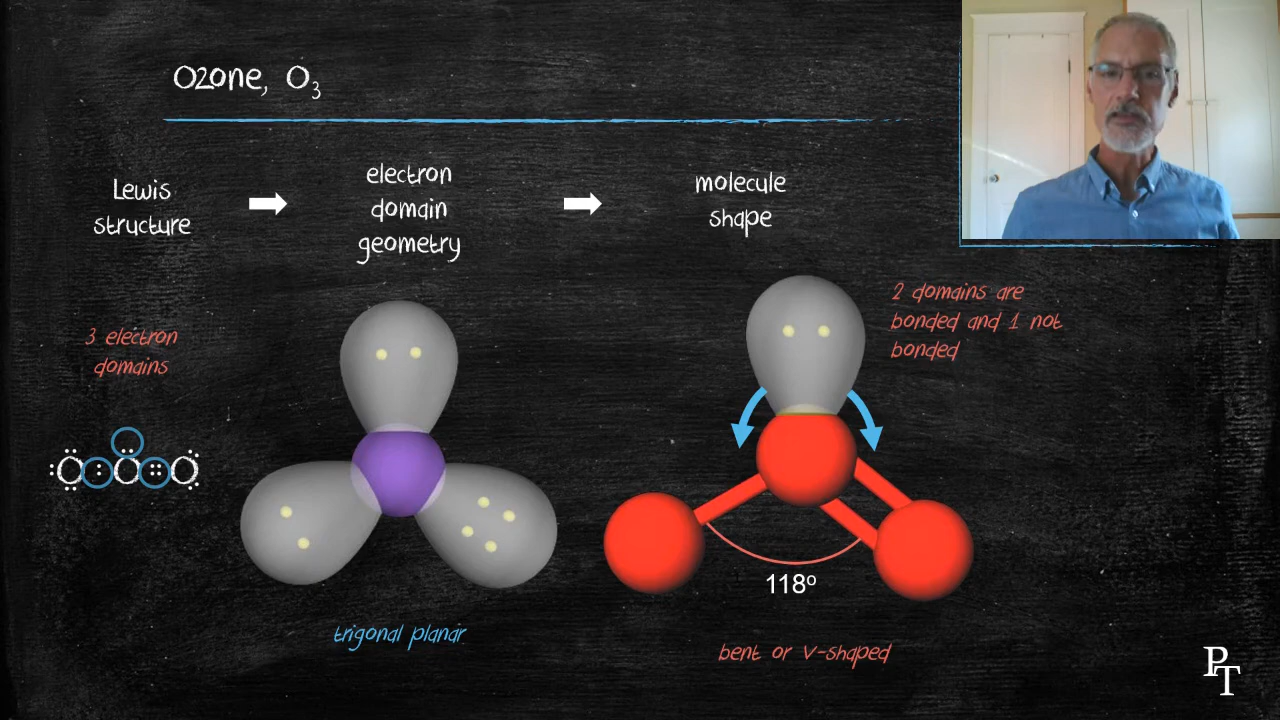 Ozone, O₃
Lewis
structure
electron
domain
geometry
molecule
shape
3 electron
domains
O O O
2 domains are
bonded and 1 not
bonded
118º
trigonal planar
bent or v-shaped
PT